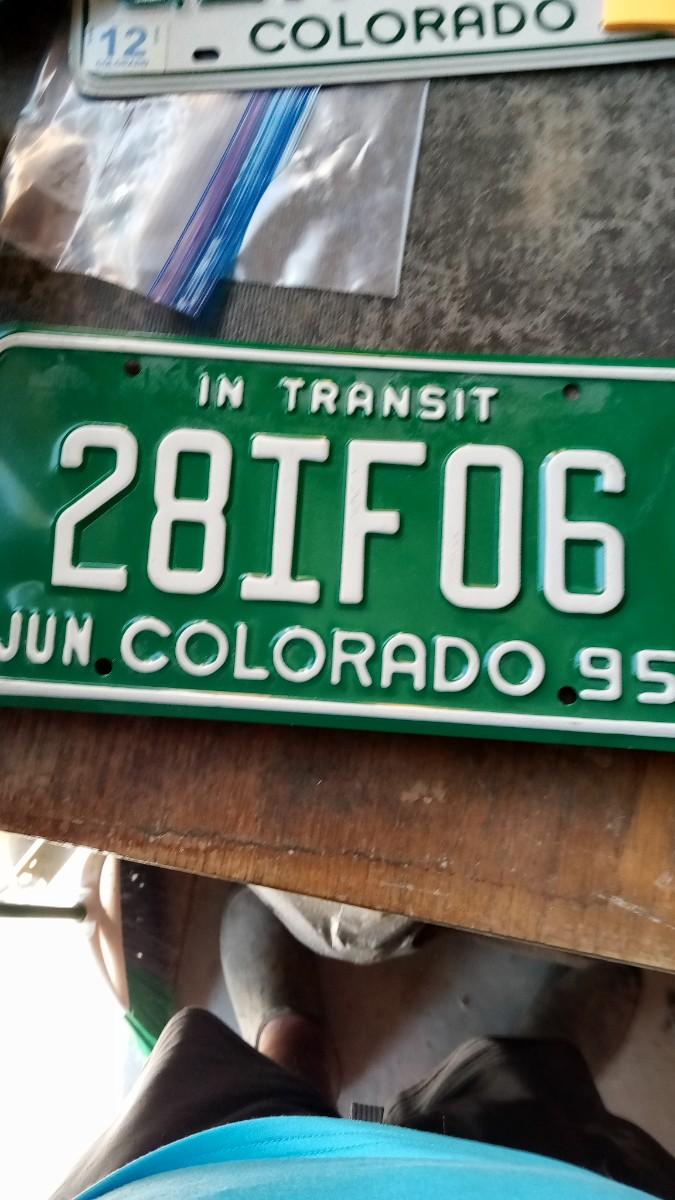 12
COLORADO
IN TRANSIT
28IF06
JUN COLORADO 95